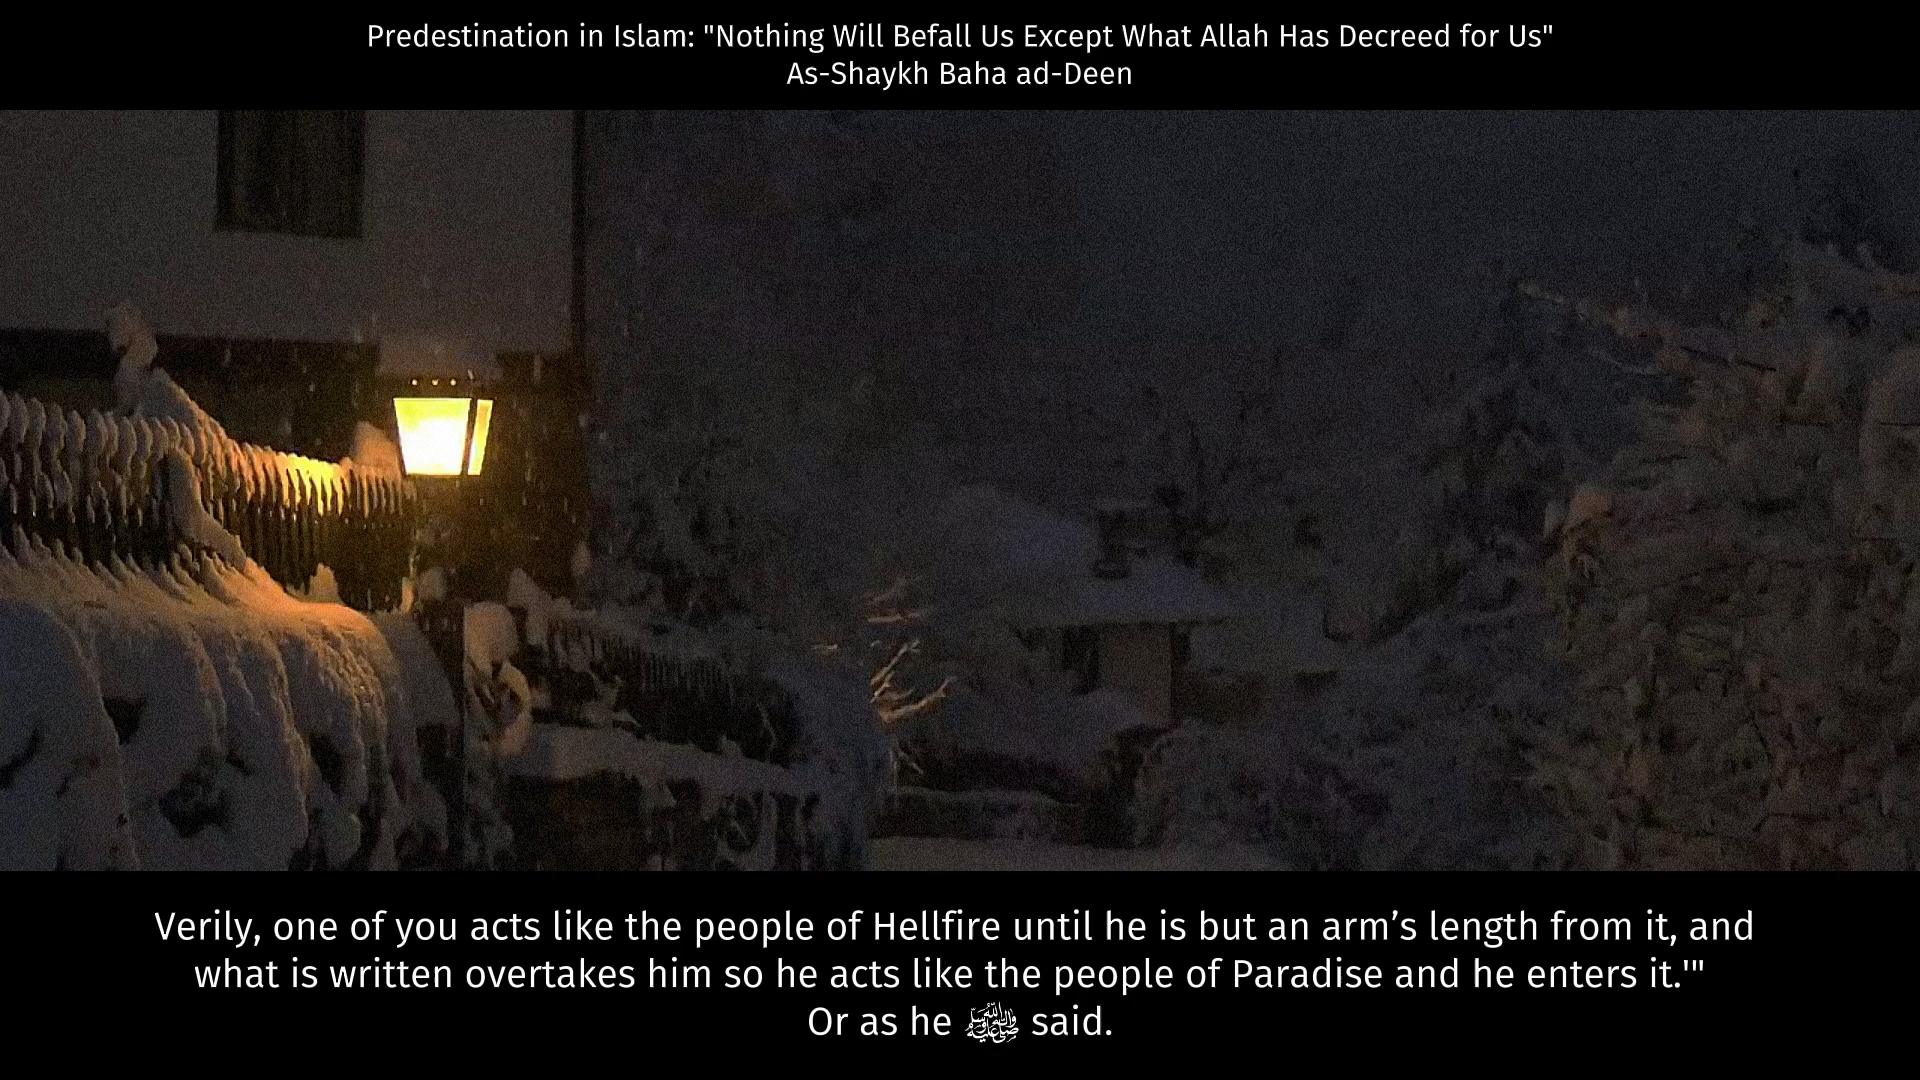 Predestination in Islam: "Nothing Will Befall Us Except What Allah Has Decreed for Us"
As-Shaykh Baha ad-Deen
Verily, one of you acts like the people of Hellfire until he is but an arm’s length from it, and
what is written overtakes him so he acts like the people of Paradise and he enters it.'"
Or as he ﷺ said.